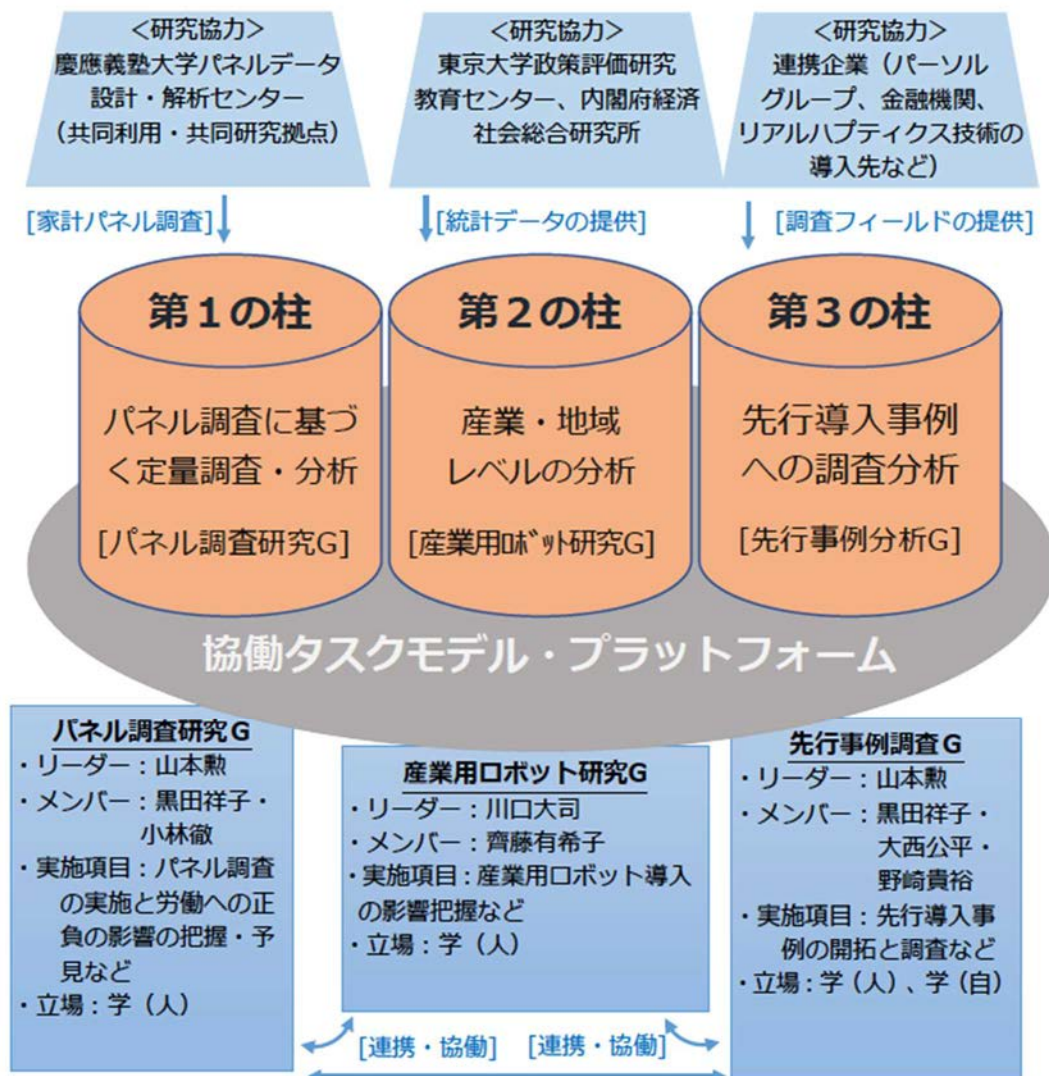 ＜研究協力＞
慶應義塾大学パネルデータ
設計・解析センター
（共同利用・共同研究拠点）
＜研究協力＞
東京大学政策評価研究
教育センター、内閣府経済
社会総合研究所
＜研究協力＞
連携企業（パーソル
グループ、金融機関、
リアルハプティクス技術の
導入先など）
[家計パネル調査]
[統計データの提供]
[調査フィールドの提供]
第１の柱
パネル調査に基づ
く定量調査・分析
[パネル調査研究G]
第２の柱
産業・地域
レベルの分析
[産業用ﾛﾎﾞｯﾄ研究G]
第３の柱
先行導入事例
への調査分析
[先行事例分析G]
協働タスクモデル・プラットフォーム
パネル調査研究G
・リーダー：山本勲
・メンバー：黒田祥子・
小林徹
・実施項目：パネル調査
の実施と労働への正
負の影響の把握・予
見など
・立場：学（人）
産業用ロボット研究G
・リーダー：川口大司
・メンバー：齊藤有希子
・実施項目：産業用ロボット導入
の影響把握など
・立場：学（人）
先行事例調査G
・リーダー：山本勲
・メンバー：黒田祥子・
大西公平・
野崎貴裕
・実施項目：先行導入事
例の開拓と調査など
・立場：学（人）、学（自）
[連携・協働]
[連携・協働]